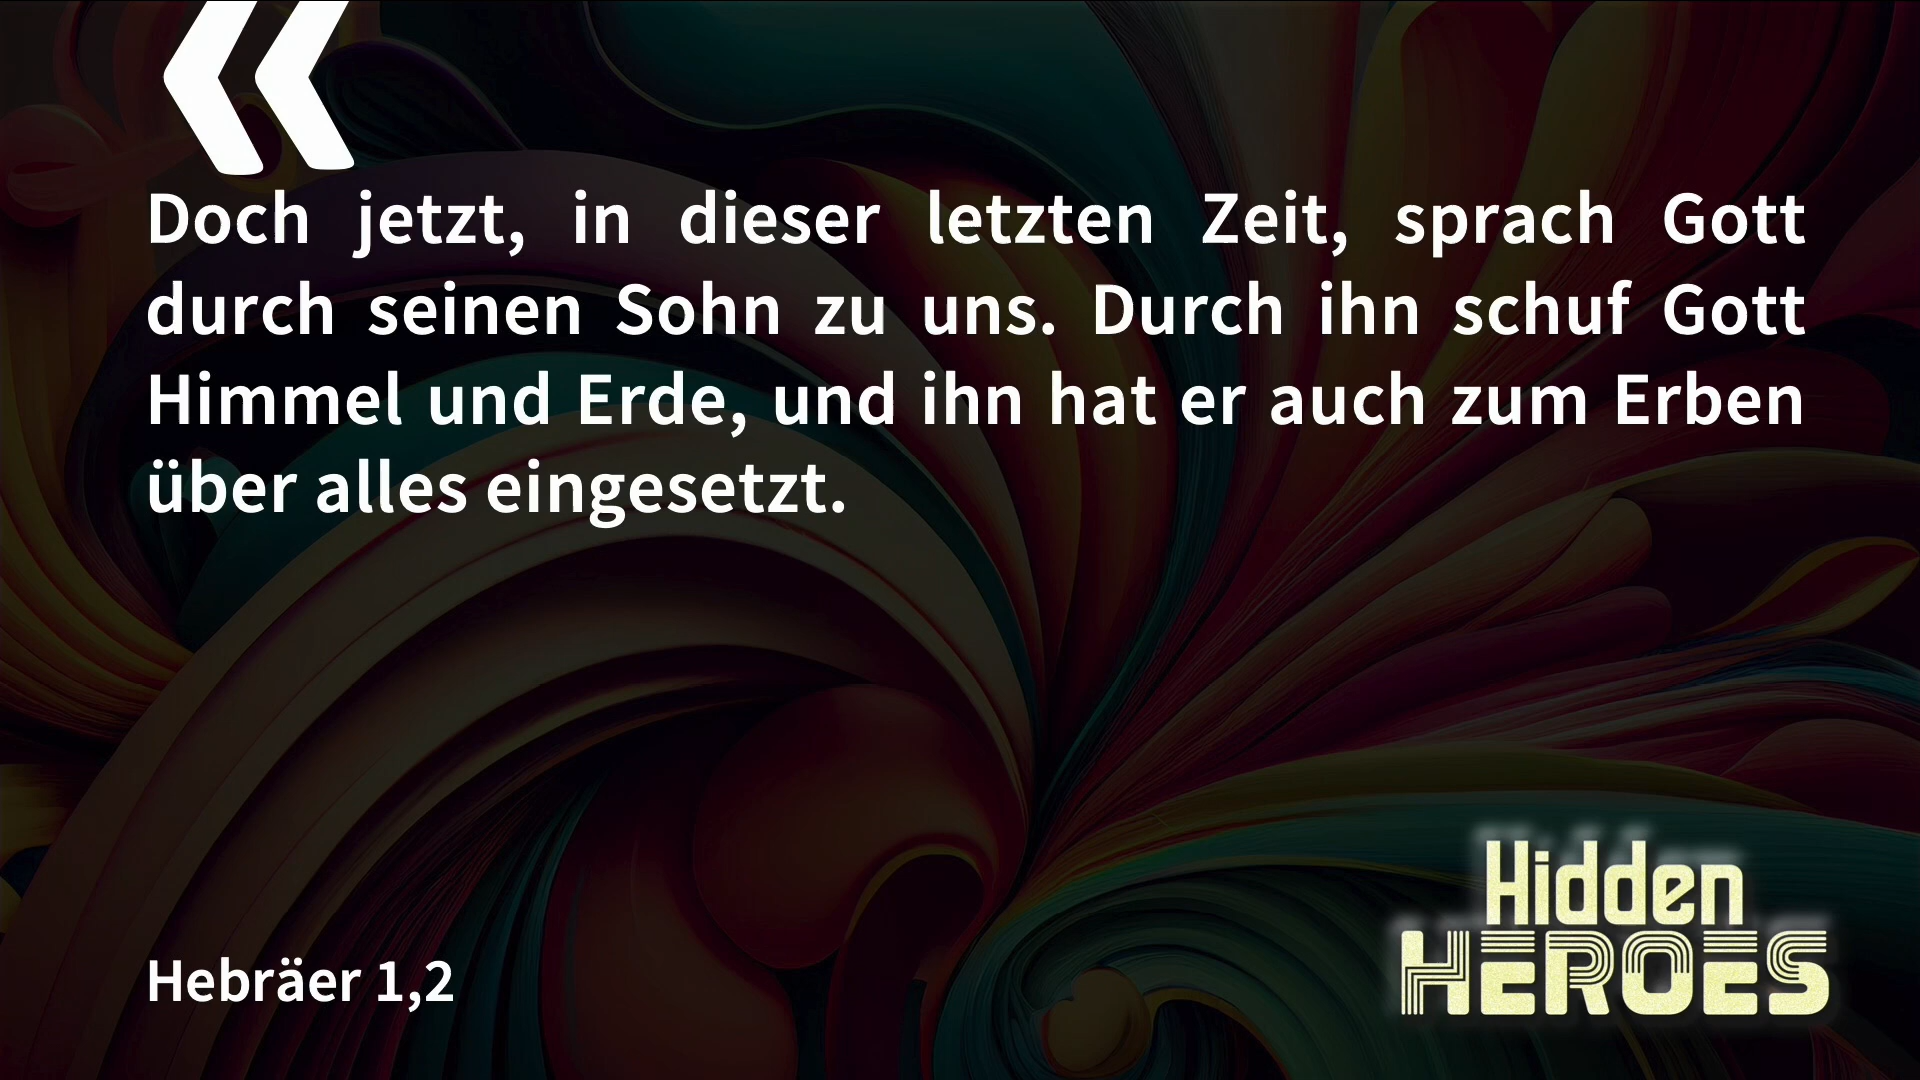 «
Doch jetzt, in dieser letzten Zeit, sprach Gott
durch seinen Sohn zu uns. Durch ihn schuf Gott
Himmel und Erde, und ihn hat er auch zum Erben
über alles eingesetzt.
Hebräer 1,2
Hidden
HEROES